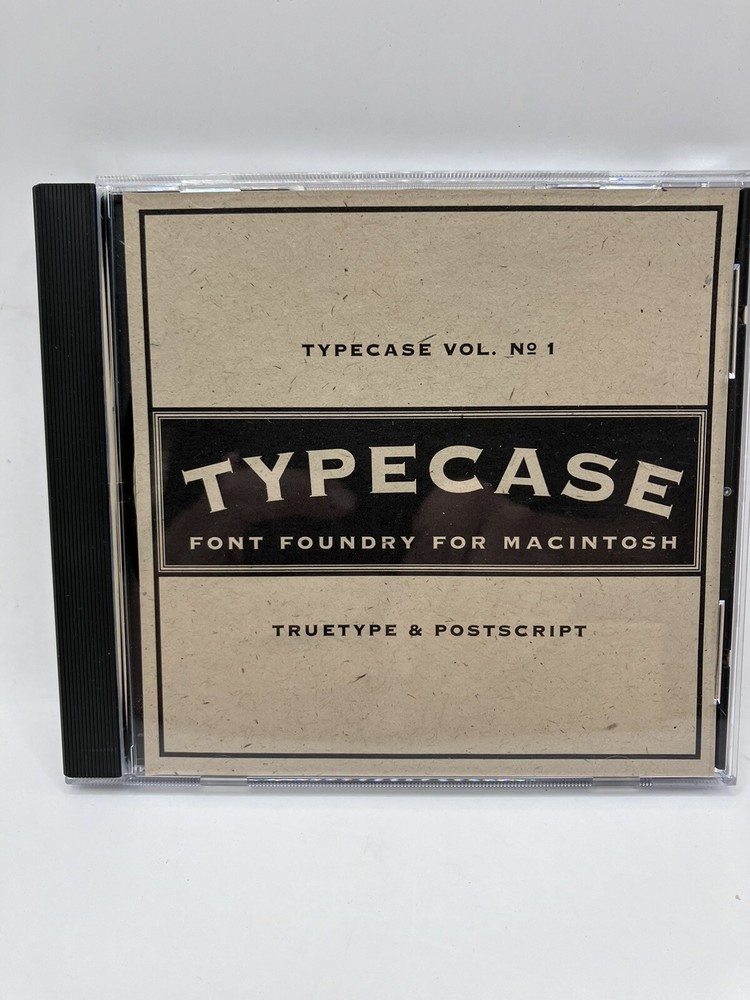 TYPECASE VOL. Nº 1
TYPECASE
FONT FOUNDRY FOR MACINTOSH
TRUETYPE & POSTSCRIPT